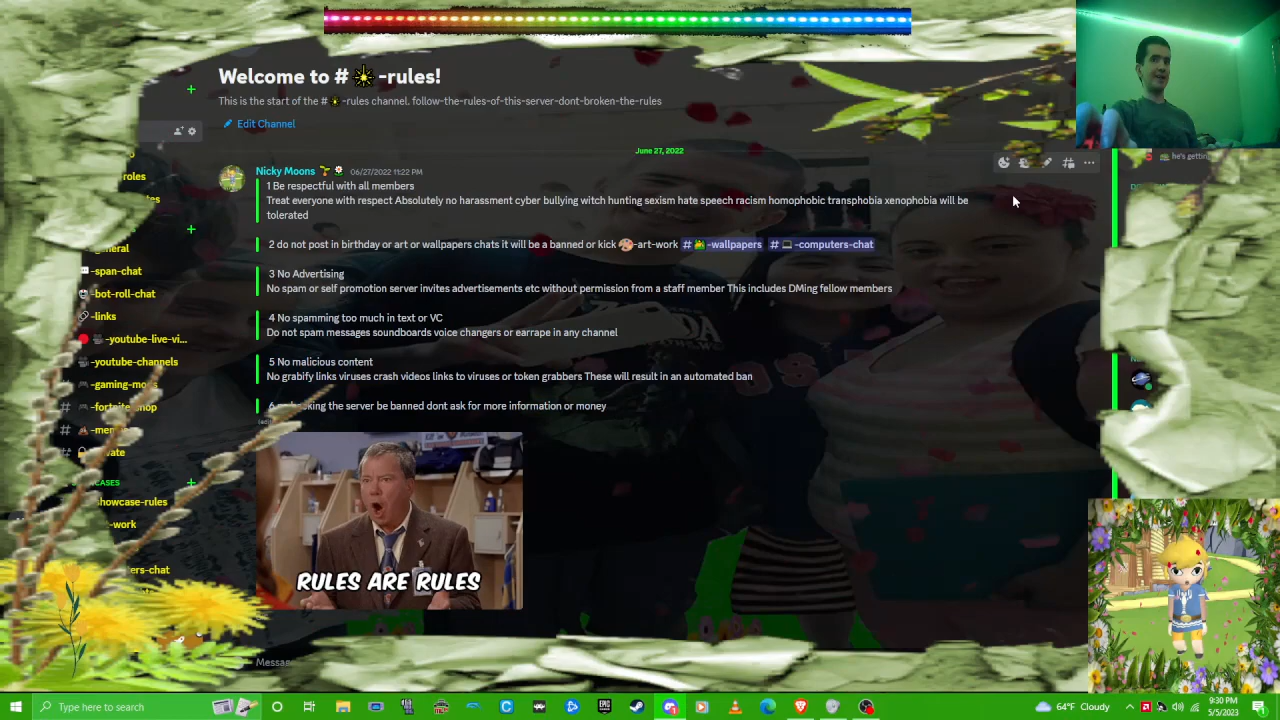 Welcome to # -rules!
This is the start of the # -rules channel. follow-the-rules-of-this-server-dont-broken-the-rules
Edit Channel
June 27, 2022
Nicky Moons 06/27/2022 11:22 PM
1 Be respectful with all members
Treat everyone with respect Absolutely no harassment cyber bullying witch hunting sexism hate speech racism homophobic transphobia xenophobia will be
tolerated
2 do not post in birthday or art or wallpapers chats it will be a banned or kick -art-work # -wallpapers # -computers-chat
3 No Advertising
No spam or self promotion server invites advertisements etc without permission from a staff member This includes DMing fellow members
4 No spamming too much in text or VC
Do not spam messages soundboards voice changers or earrape in any channel
5 No malicious content
No grabify links viruses crash videos links to viruses or token grabbers These will result in an automated ban
6 the server be banned dont ask for more information or money
RULES ARE RULES
-roles
-span-chat
-bot-roll-chat
-links
-youtube-live-vi...
-youtube-channels
-gaming-mo
-work
ers-chat
he's gettin
Type here to search
64°F Cloudy
9:30 PM
5/5/2023